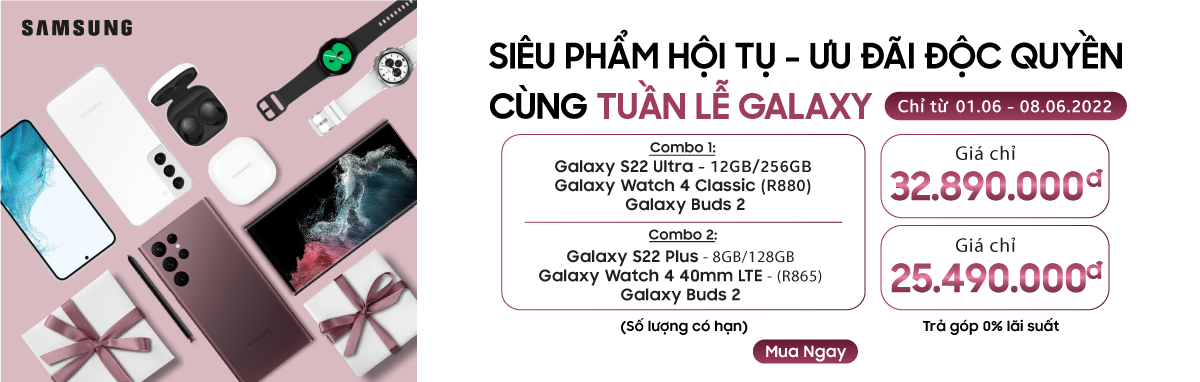 SAMSUNG
SIÊU PHẨM HỘI TỤ - ƯU ĐÃI ĐỘC QUYỀN
CÙNG TUẦN LỄ GALAXY Chỉ từ 01.06 - 08.06.2022
Combo 1:
Galaxy S22 Ultra - 12GB/256GB
Galaxy Watch 4 Classic (R880)
Galaxy Buds 2
Giá chỉ
32.890.000đ
Combo 2:
Galaxy S22 Plus - 8GB/128GB
Galaxy Watch 4 40mm LTE - (R865)
Galaxy Buds 2
Giá chỉ
25.490.000đ
(Số lượng có hạn)
Trả góp 0% lãi suất
Mua Ngay